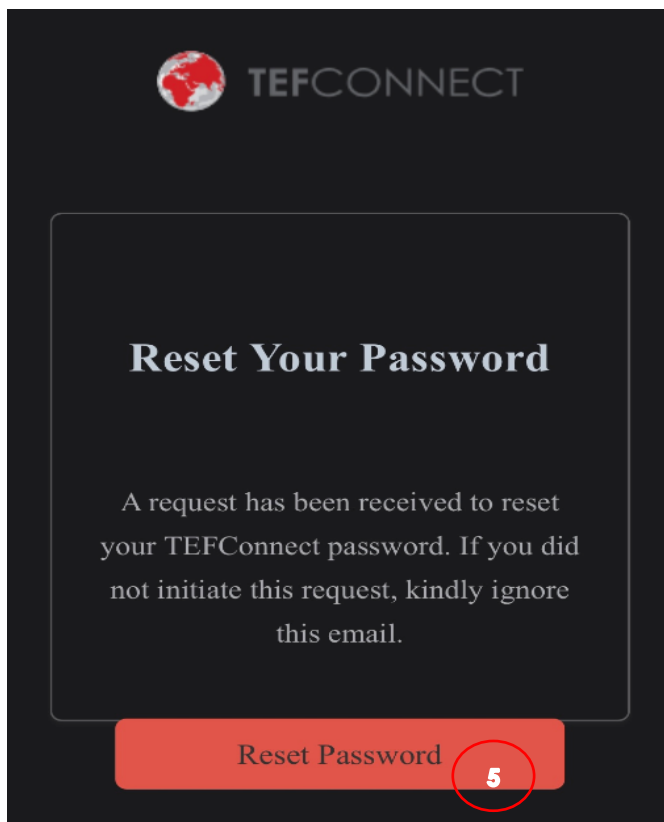 TEFCONNECT
Reset Your Password
A request has been received to reset
your TEFConnect password. If you did
not initiate this request, kindly ignore
this email.
Reset Password
5